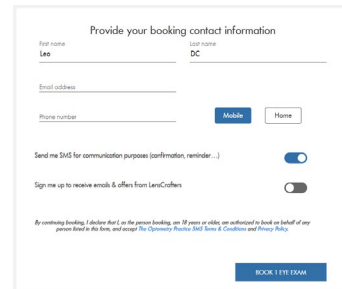 Provide your booking contact information
First name
Last name
Leo
DC
Email address
Phone number
Mobile
Home
Send me SMS for communication purposes (confirmation, reminder...)
Sign me up to receive emails & offers from LensCrafters
By continuing booking, I declare that I, as the person booking, am 18 years or older, am authorized to book on behalf of any
person listed in this form, and accept The Optometry Practice SMS Terms & Conditions and Privacy Policy.
BOOK 1 EYE EXAM